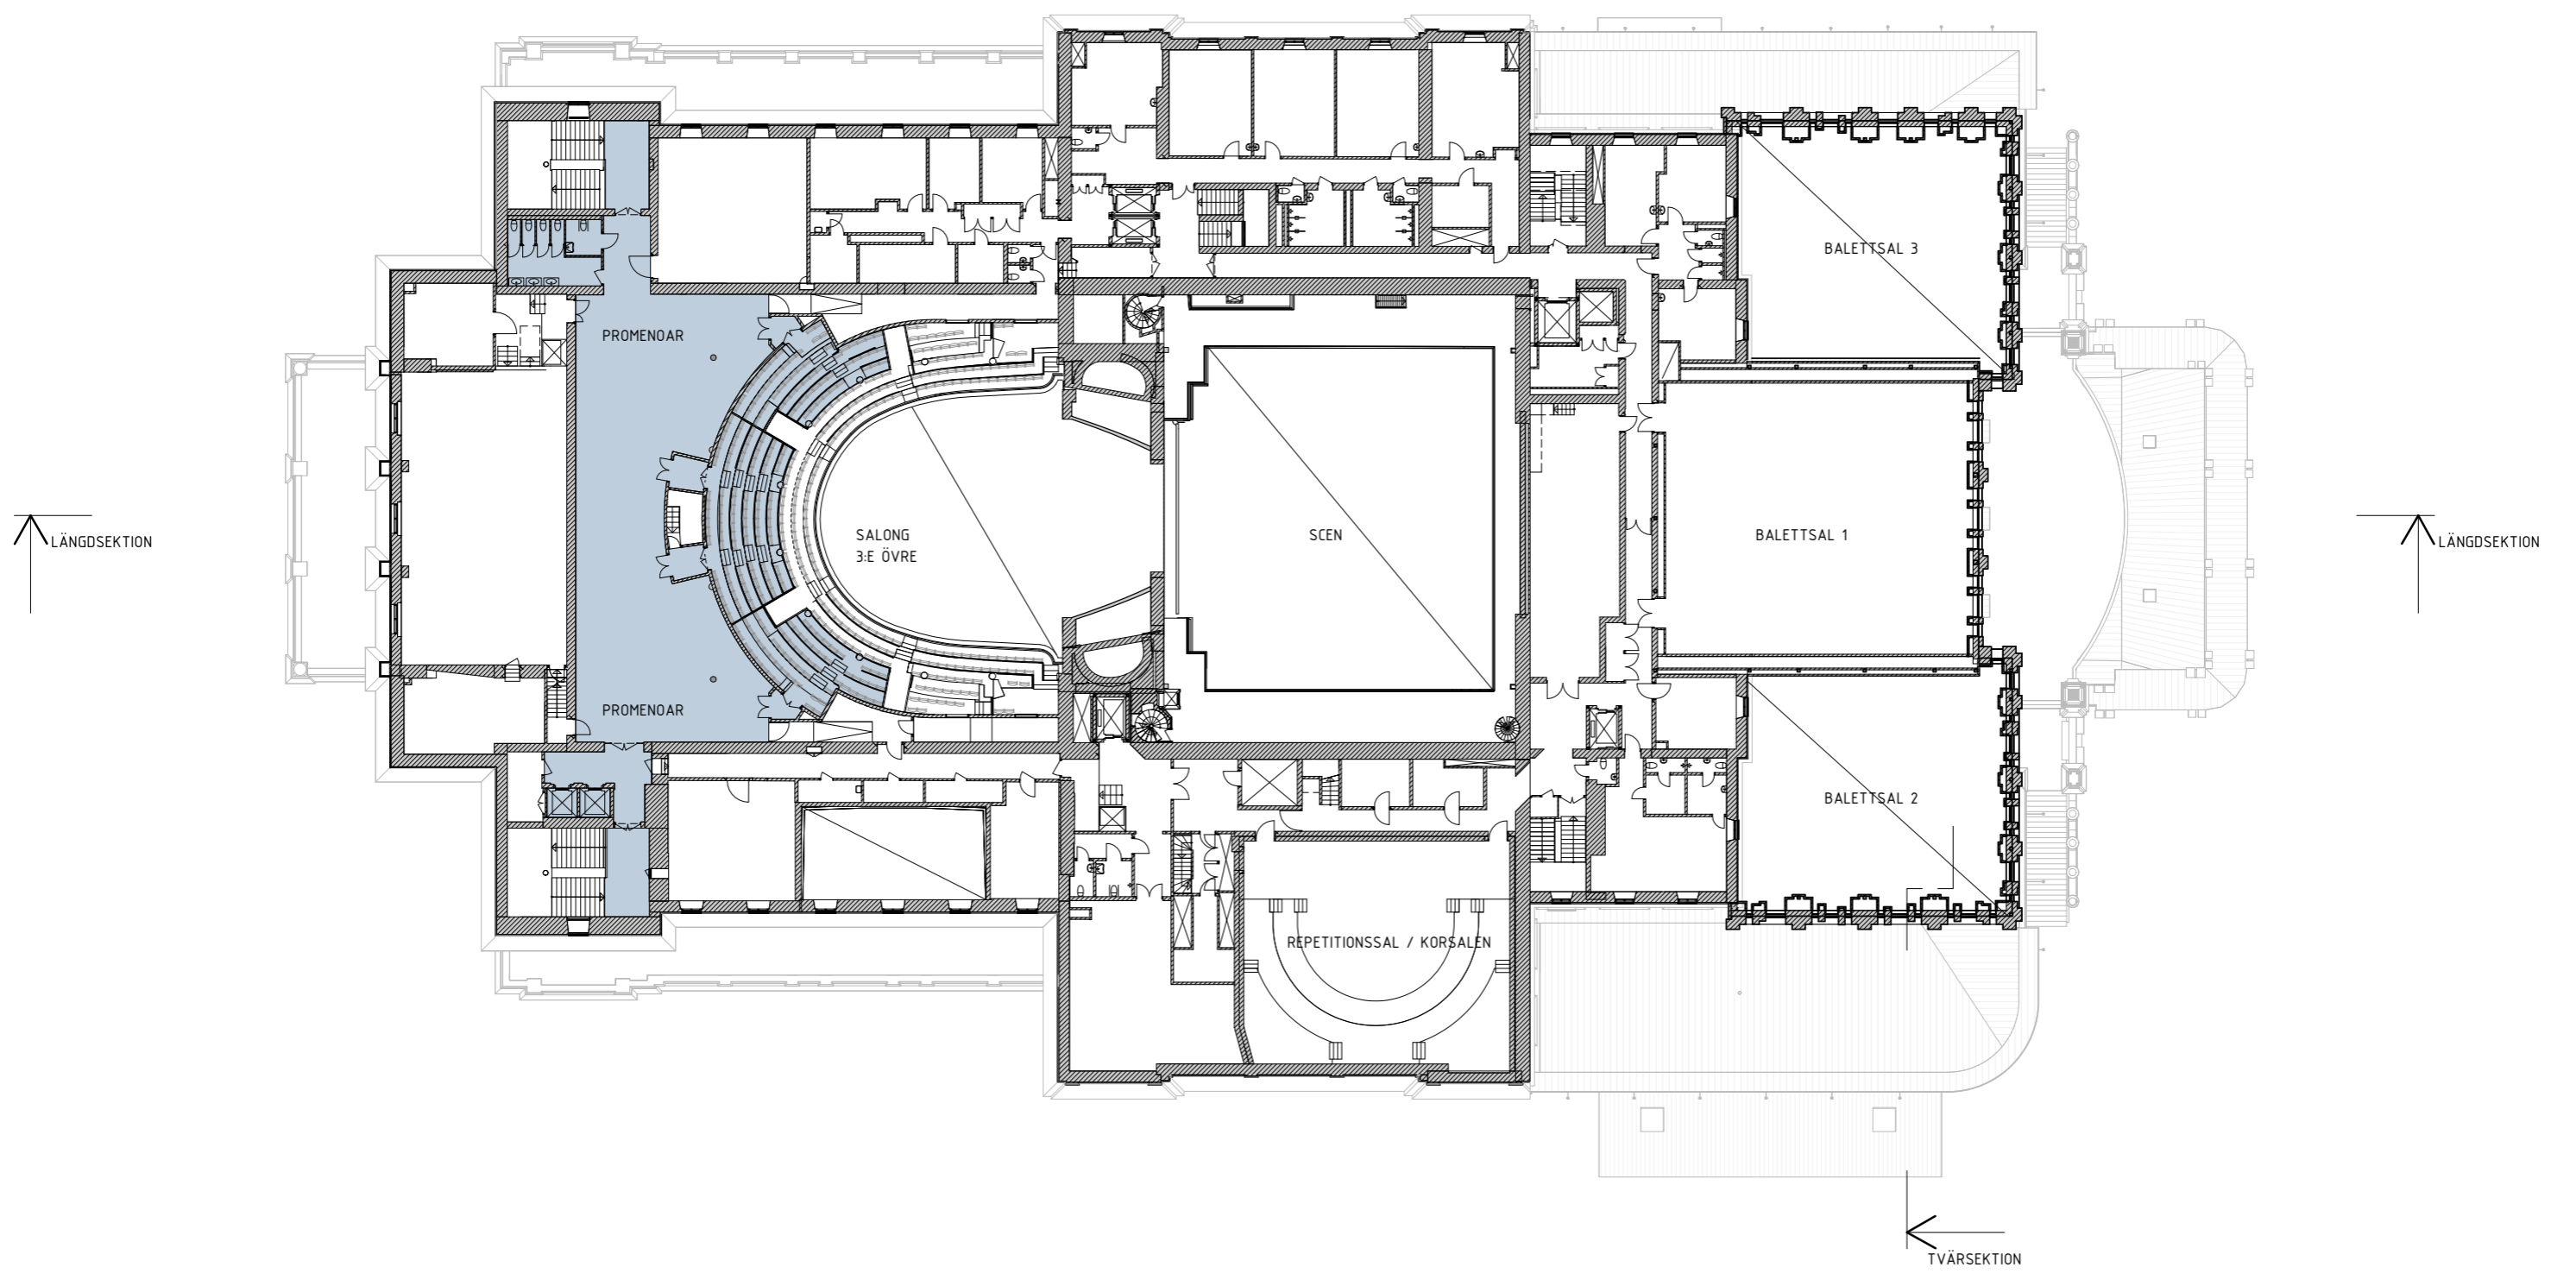 BALETTSAL 3
PROMENOAR
SALONG
3:E ÖVRE
SCEN
BALETTSAL 1
LÄNGDSEKTION
LÄNGDSEKTION
PROMENOAR
BALETTSAL 2
REPETITIONSSAL / KORSALEN
TVÄRSEKTION